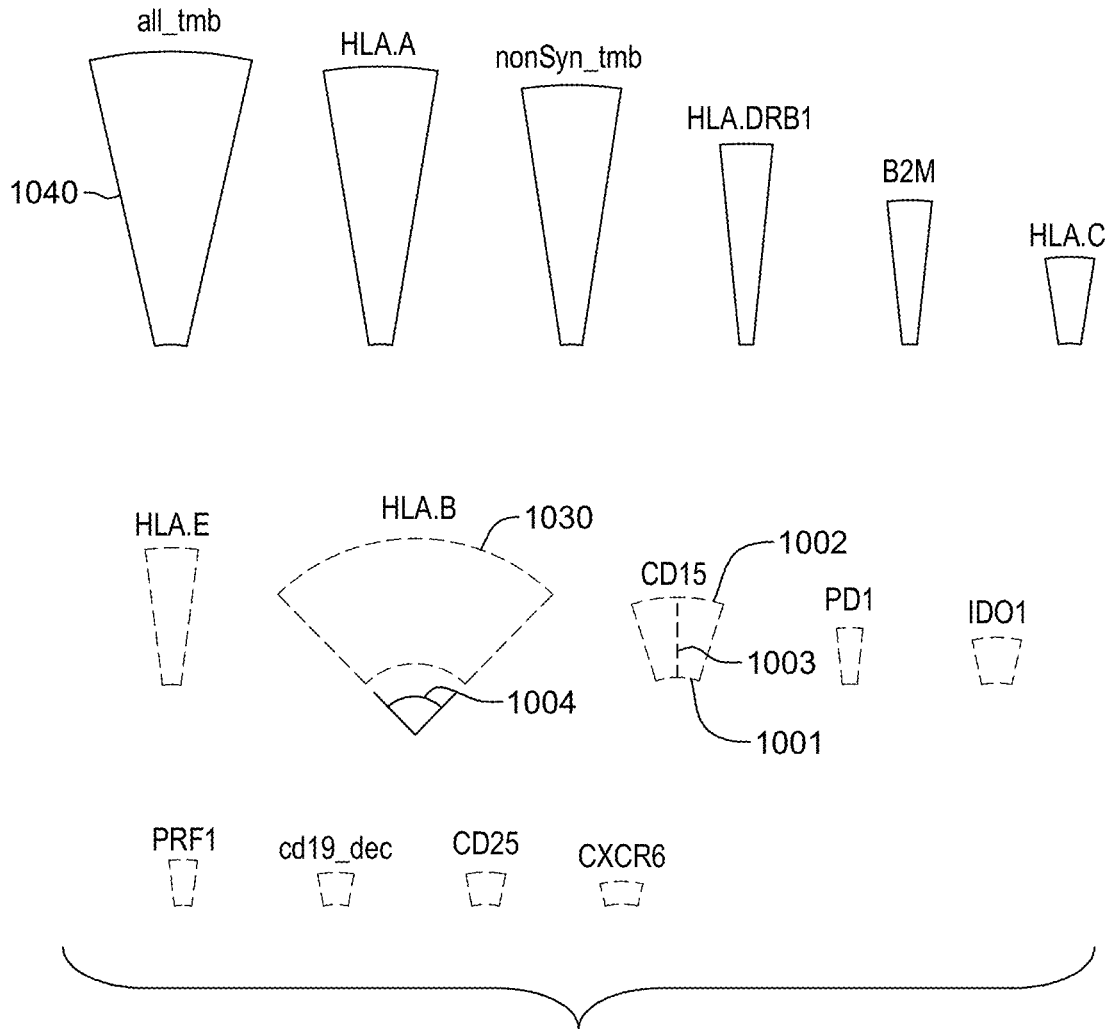 all_tmb
HLA.A
nonSyn_tmb
HLA.DRB1
B2M
HLA.C
1040
HLA.E
HLA.B
1030
CD15
1002
PD1
IDO1
1003
1004
1001
PRF1
cd19_dec
CD25
CXCR6